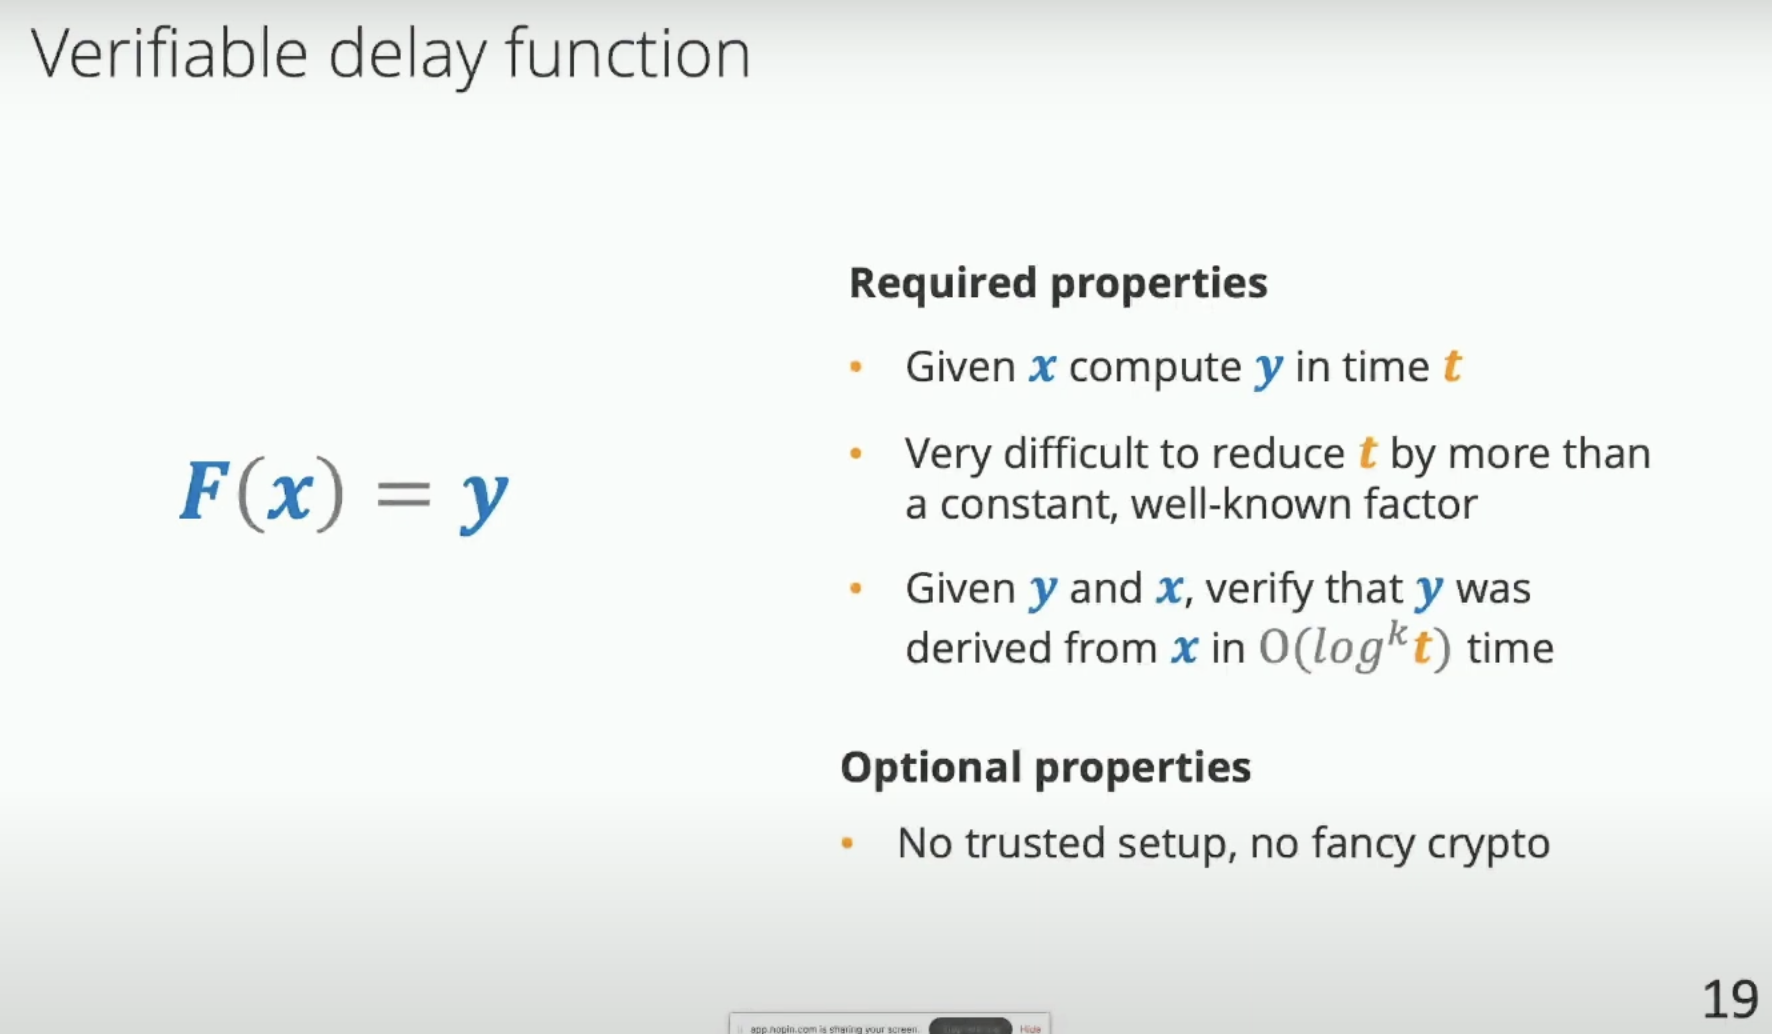 Verifiable delay function
F(x) = y
Required properties
• Given x compute y in time t
• Very difficult to reduce t by more than
a constant, well-known factor
• Given y and x, verify that y was
derived from x in O(logᵏt) time
Optional properties
• No trusted setup, no fancy crypto
19
app.hopin.com is sharing your screen.
Hide